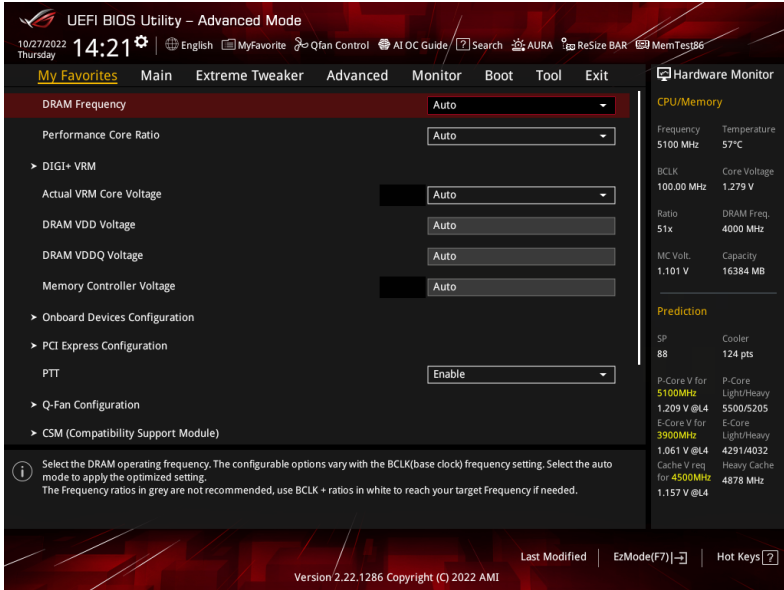 UEFI BIOS Utility – Advanced Mode
10/27/2022 Thursday 14:21 English MyFavorite Qfan Control AI OC Guide ? Search AURA ReSize BAR MemTest86
My Favorites Main Extreme Tweaker Advanced Monitor Boot Tool Exit
DRAM Frequency Auto
Performance Core Ratio Auto
> DIGI+ VRM
Actual VRM Core Voltage Auto
DRAM VDD Voltage Auto
DRAM VDDQ Voltage Auto
Memory Controller Voltage Auto
> Onboard Devices Configuration
> PCI Express Configuration
PTT Enable
> Q-Fan Configuration
> CSM (Compatibility Support Module)
i
Select the DRAM operating frequency. The configurable options vary with the BCLK(base clock) frequency setting. Select the auto
mode to apply the optimized setting.
The Frequency ratios in grey are not recommended, use BCLK + ratios in white to reach your target Frequency if needed.
Hardware Monitor
CPU/Memory
Frequency Temperature
5100 MHz 57°C
BCLK Core Voltage
100.00 MHz 1.279 V
Ratio DRAM Freq.
51x 4000 MHz
MC Volt. Capacity
1.101 V 16384 MB
Prediction
SP Cooler
88 124 pts
P-Core V for P-Core
5100MHz Light/Heavy
1.209 V @L4 5500/5205
E-Core V for E-Core
3900MHz Light/Heavy
1.061 V @L4 4291/4032
Cache V req Heavy Cache
for 4500MHz 4878 MHz
1.157 V @L4
Last Modified EzMode(F7) Hot Keys ?
Version 2.22.1286 Copyright (C) 2022 AMI